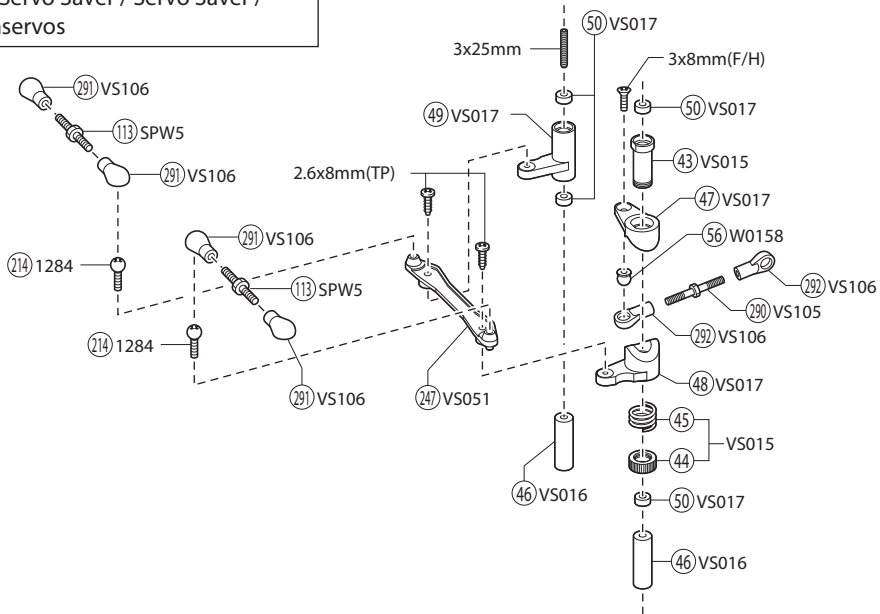 Servo Saver / Servo Saver /
servos
50 VS017
3x25mm
3x8mm(F/H)
291 VS106
50 VS017
49 VS017
113 SPW5
43 VS015
291 VS106
2.6x8mm(TP)
47 VS017
291 VS106
56 W0158
214 1284
292 VS106
113 SPW5
290 VS105
292 VS106
214 1284
48 VS017
291 VS106
247 VS051
45
VS015
44
46 VS016
50 VS017
46 VS016